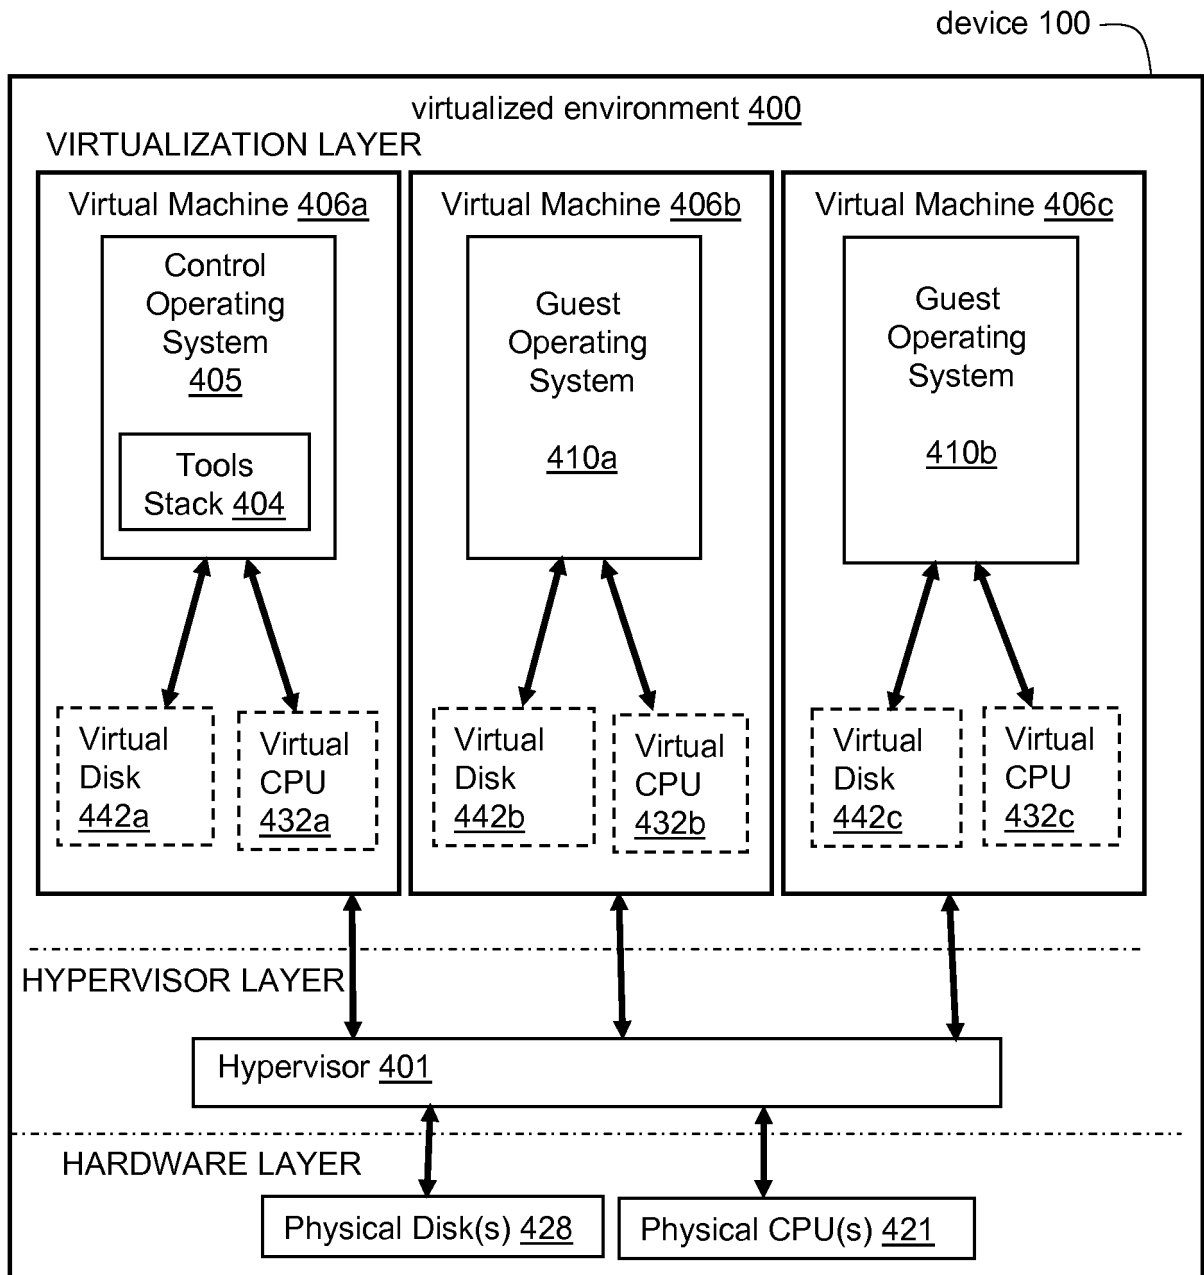 device 100
virtualized environment 400
VIRTUALIZATION LAYER
Virtual Machine 406a
Control
Operating
System
405
Tools
Stack 404
Virtual
Disk
442a
Virtual
CPU
432a
Virtual Machine 406b
Guest
Operating
System
410a
Virtual
Disk
442b
Virtual
CPU
432b
Virtual Machine 406c
Guest
Operating
System
410b
Virtual
Disk
442c
Virtual
CPU
432c
HYPERVISOR LAYER
Hypervisor 401
HARDWARE LAYER
Physical Disk(s) 428
Physical CPU(s) 421